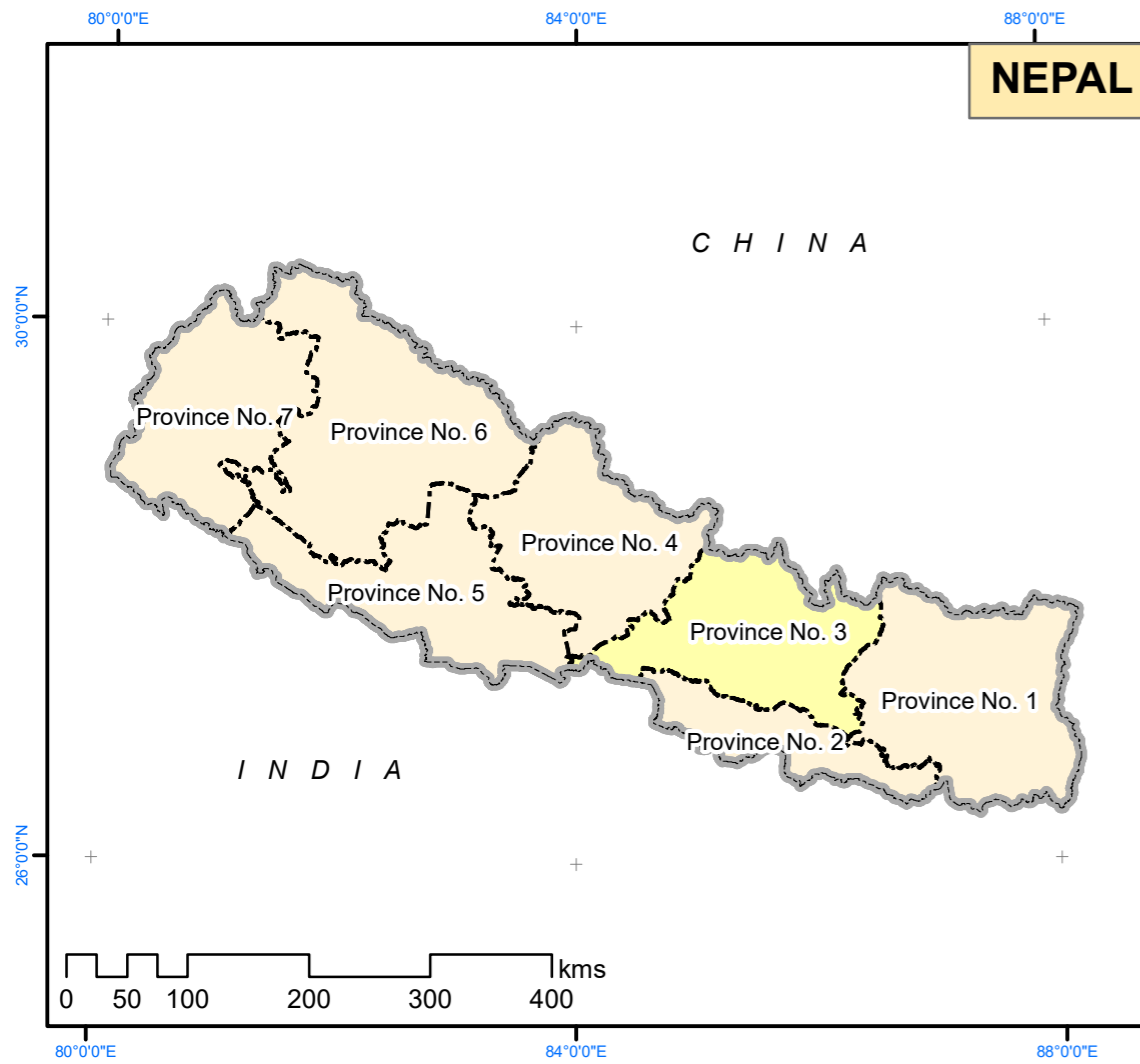 80°0'0"E
84°0'0"E
88°0'0"E
NEPAL
CHINA
30°0'0"N
Province No. 7
Province No. 6
Province No. 4
Province No. 5
Province No. 3
Province No. 1
Province No. 2
INDIA
26°0'0"N
kms
0 50 100 200 300 400
80°0'0"E
84°0'0"E
88°0'0"E